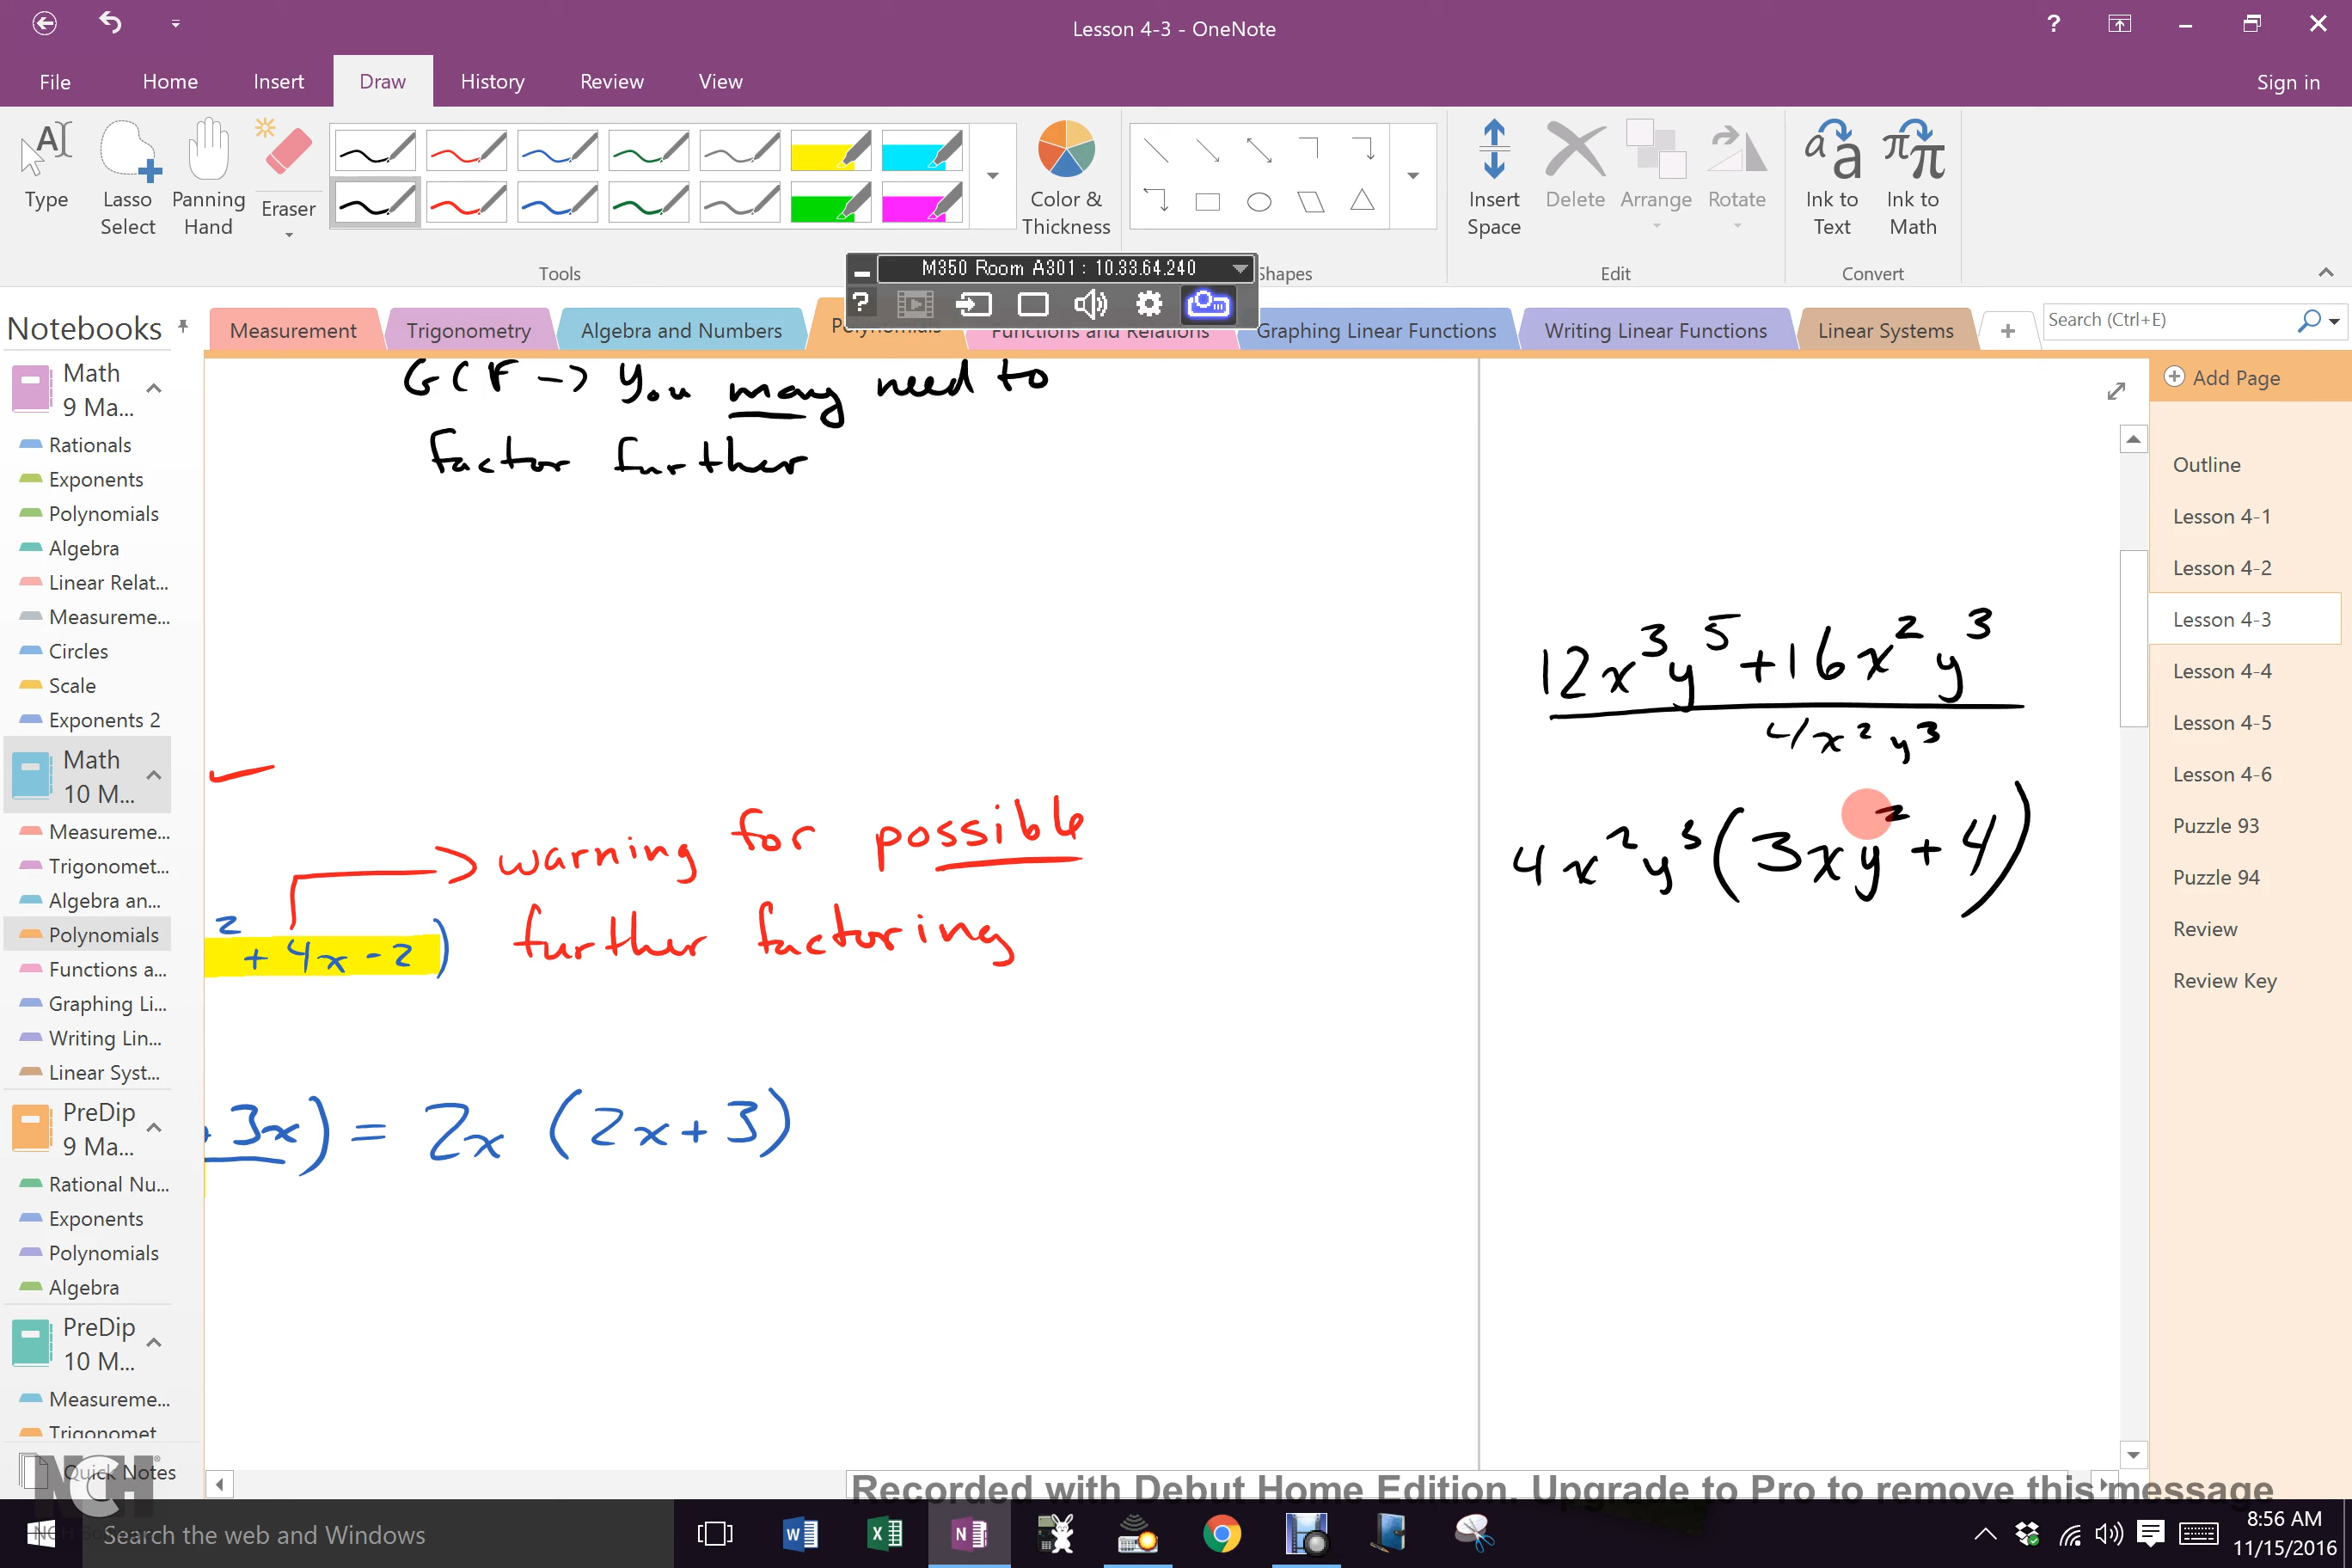 Lesson 4-3 - OneNote
File Home Insert Draw History Review View
Sign in
Type
Lasso Select
Panning Hand
Eraser
Color & Thickness
Insert Space
Delete
Arrange
Rotate
Ink to Text
Ink to Math
Tools
Shapes
Edit
Convert
M350 Room A301 : 10.33.64.240
Notebooks
Measurement
Trigonometry
Algebra and Numbers
Polynomials
Functions and Relations
Graphing Linear Functions
Writing Linear Functions
Linear Systems
Search (Ctrl+E)
Math 9 Ma...
Rationals
Exponents
Polynomials
Algebra
Linear Relat...
Measureme...
Circles
Scale
Exponents 2
Math 10 M...
Measureme...
Trigonomet...
Algebra an...
Polynomials
Functions a...
Graphing Li...
Writing Lin...
Linear Syst...
PreDip 9 Ma...
Rational Nu...
Exponents
Polynomials
Algebra
PreDip 10 M...
Measureme...
Trigonomet
Quick Notes
GCF -> You may need to
factor further
-> warning for possible
further factoring
² + 4x - 2)
3x) = 2x (2x + 3)
12x³y⁵ + 16x²y³
4x²y³
4x²y³(3xy² + 4)
Add Page
Outline
Lesson 4-1
Lesson 4-2
Lesson 4-3
Lesson 4-4
Lesson 4-5
Lesson 4-6
Puzzle 93
Puzzle 94
Review
Review Key
Recorded with Debut Home Edition. Upgrade to Pro to remove this message
NCH
Search the web and Windows
8:56 AM
11/15/2016